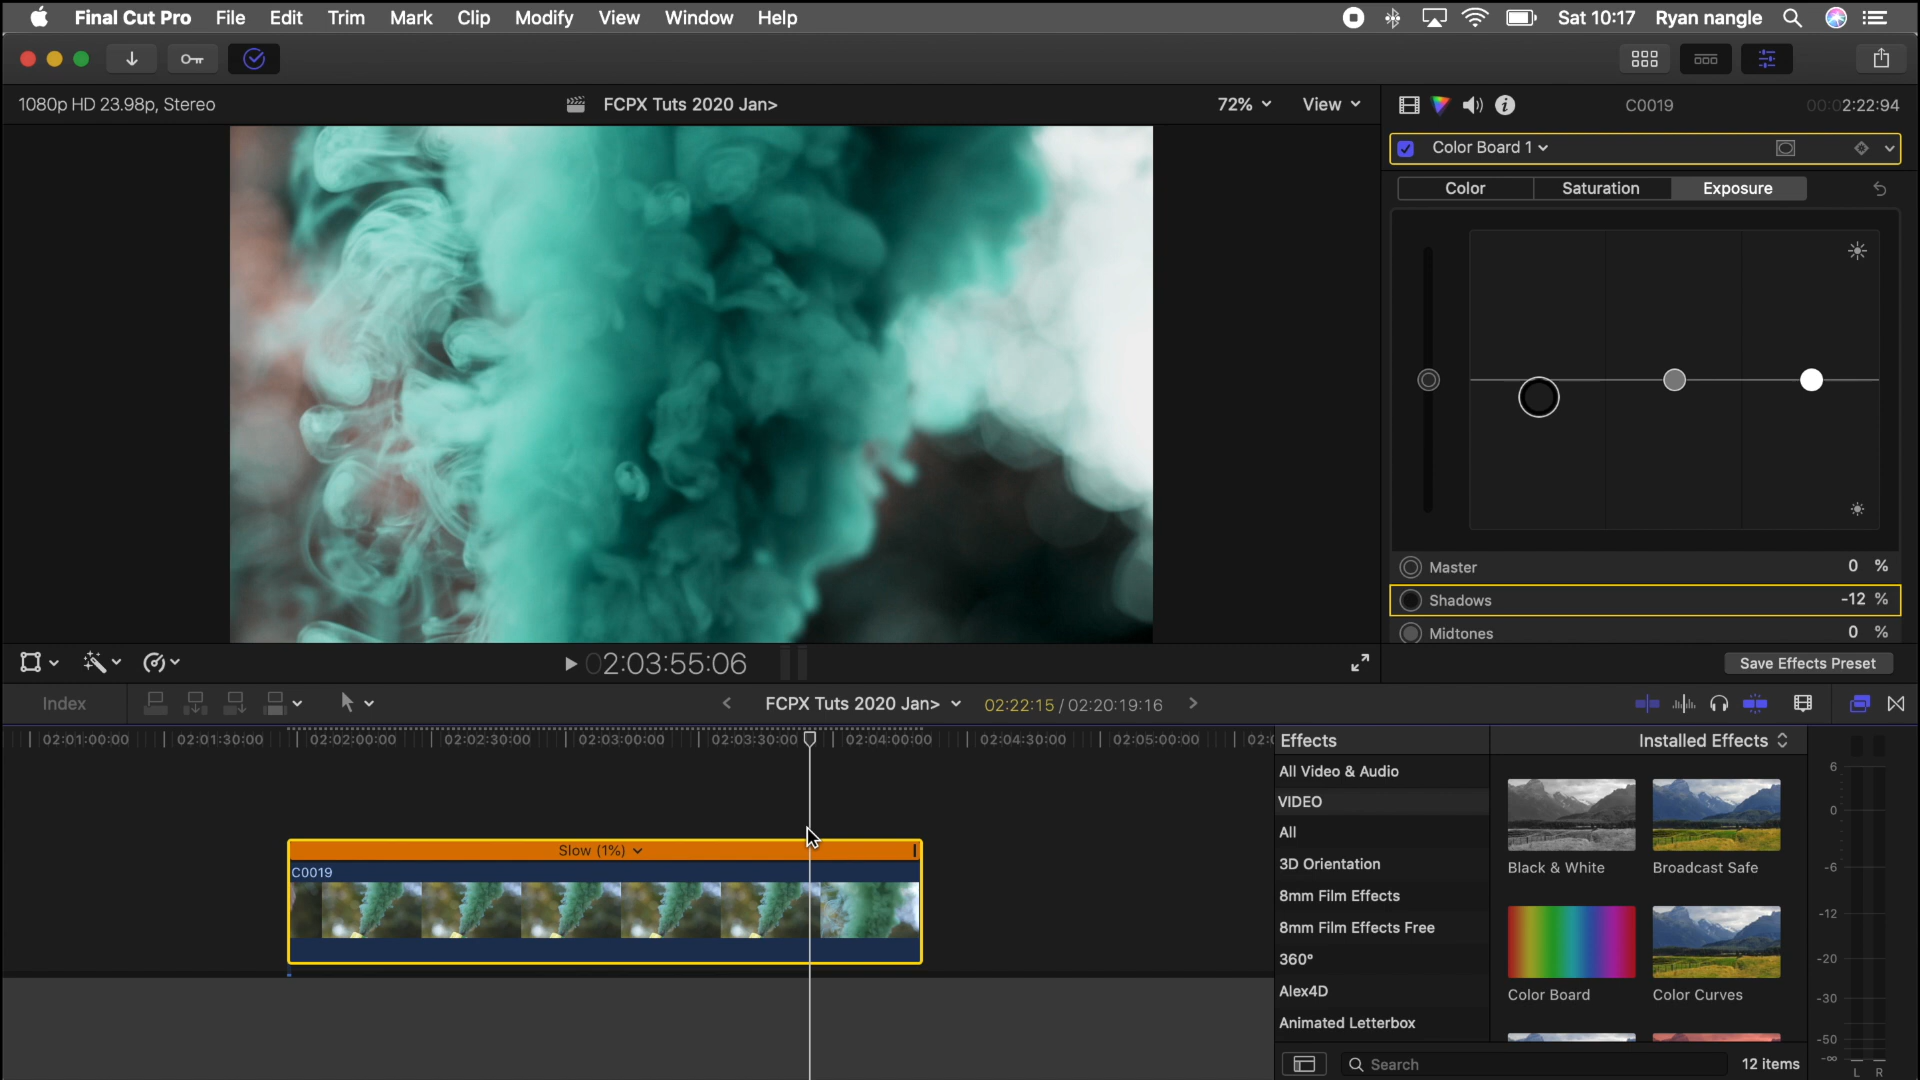 Final Cut Pro File Edit Trim Mark Clip Modify View Window Help Sat 10:17 Ryan nangle
1080p HD 23.98p, Stereo FCPX Tuts 2020 Jan> 72% View C0019 00:02:22:94
Color Board 1
Color Saturation Exposure
Master 0 %
Shadows -12 %
Midtones 0 %
02:03:55:06 Save Effects Preset
Index FCPX Tuts 2020 Jan> 02:22:15 / 02:20:19:16
02:01:00:00 02:01:30:00 02:02:00:00 02:02:30:00 02:03:00:00 02:03:30:00 02:04:00:00 02:04:30:00 02:05:00:00 02:0
Slow (1%)
C0019
Effects Installed Effects
All Video & Audio
VIDEO
All
3D Orientation
8mm Film Effects
8mm Film Effects Free
360°
Alex4D
Animated Letterbox
Black & White Broadcast Safe
Color Board Color Curves
Search 12 items
6
0
-6
-12
-20
-30
-50
-∞
L R